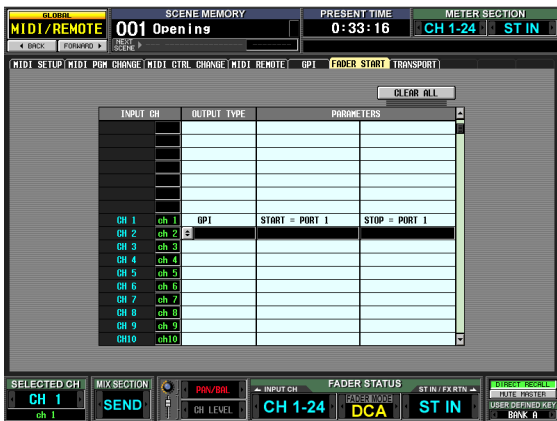 GLOBAL
MIDI/REMOTE
BACK FORWARD
SCENE MEMORY
001 Opening
NEXT SCENE
PRESENT TIME
0:33:16
METER SECTION
CH 1-24 ST IN
MIDI SETUP MIDI PGM CHANGE MIDI CTRL CHANGE MIDI REMOTE GPI FADER START TRANSPORT
CLEAR ALL
INPUT CH OUTPUT TYPE PARAMETERS
CH 1 ch 1 GPI START = PORT 1 STOP = PORT 1
CH 2 ch 2
CH 3 ch 3
CH 4 ch 4
CH 5 ch 5
CH 6 ch 6
CH 7 ch 7
CH 8 ch 8
CH 9 ch 9
CH10 ch10
SELECTED CH
CH 1
ch 1
MIX SECTION
SEND
PAN/BAL
CH LEVEL
FADER STATUS
INPUT CH
CH 1-24
FADER MODE
DCA
ST IN / FX RTN
ST IN
DIRECT RECALL
MUTE MASTER
USER DEFINED KEY
BANK A